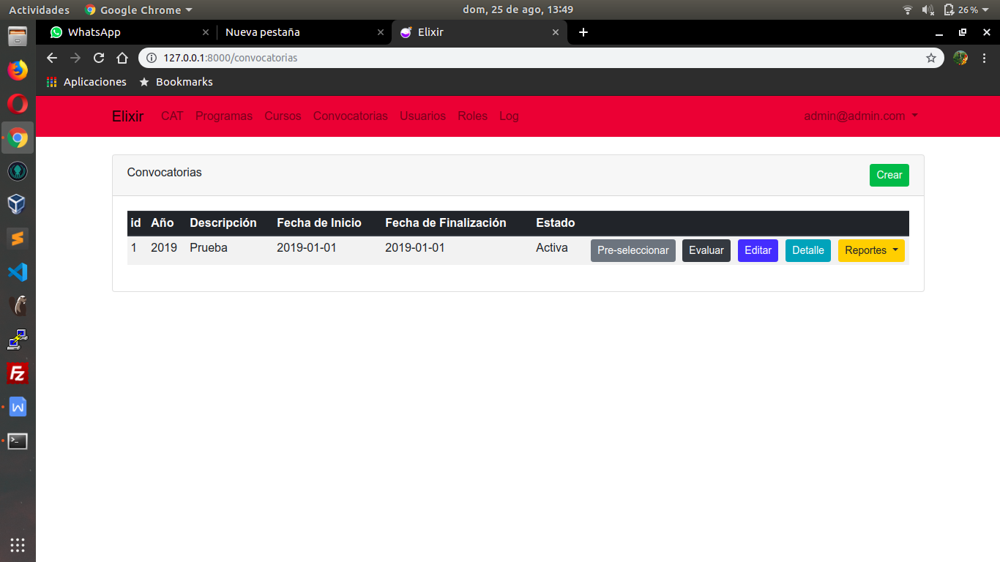 Actividades Google Chrome dom, 25 de ago, 13:49 26%
WhatsApp Nueva pestaña Elixir
127.0.0.1:8000/convocatorias
Aplicaciones Bookmarks
Elixir CAT Programas Cursos Convocatorias Usuarios Roles Log admin@admin.com
Convocatorias Crear
id Año Descripción Fecha de Inicio Fecha de Finalización Estado
1 2019 Prueba 2019-01-01 2019-01-01 Activa Pre-seleccionar Evaluar Editar Detalle Reportes